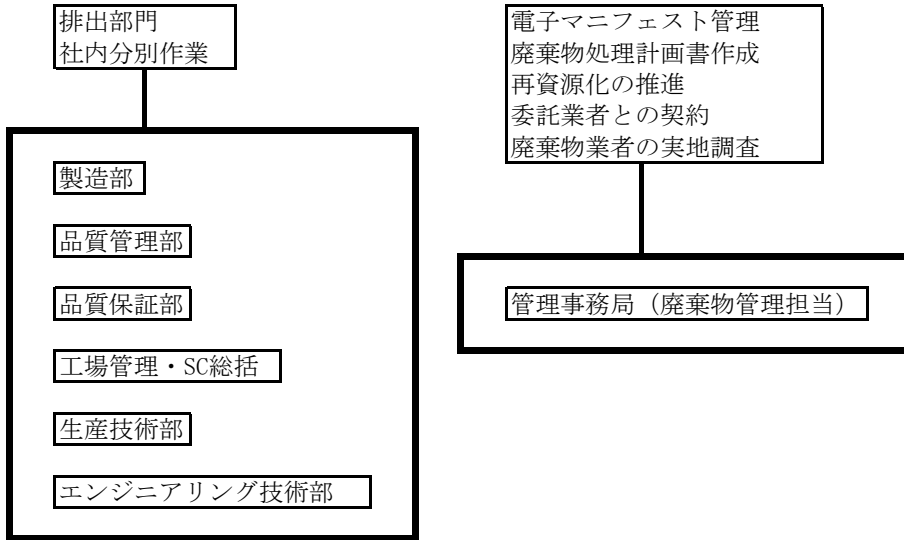 排出部門
社内分別作業
製造部
品質管理部
品質保証部
工場管理・SC総括
生産技術部
エンジニアリング技術部
電子マニフェスト管理
廃棄物処理計画書作成
再資源化の推進
委託業者との契約
廃棄物業者の実地調査
管理事務局（廃棄物管理担当）